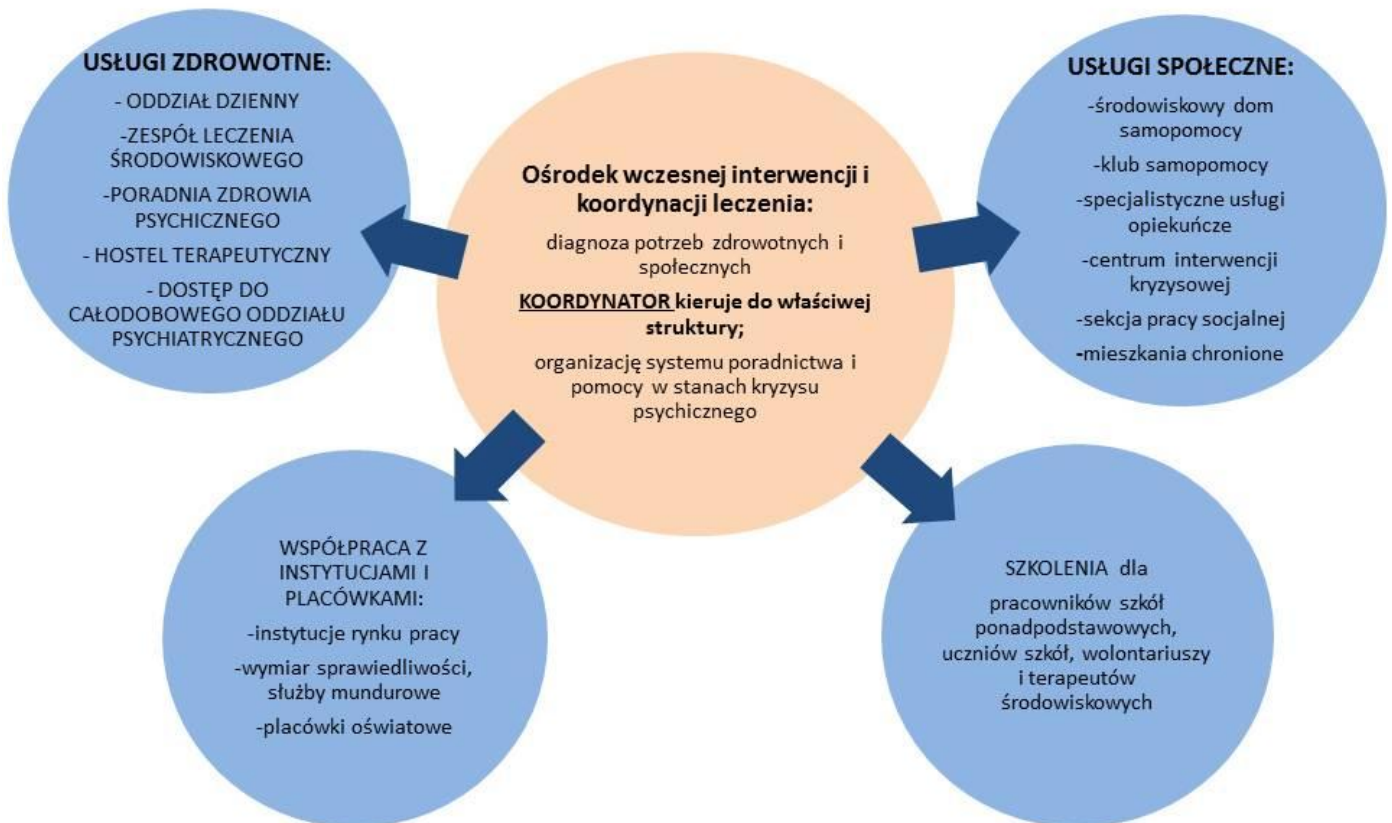 USŁUGI ZDROWOTNE:
- ODDZIAŁ DZIENNY
-ZESPÓŁ LECZENIA
ŚRODOWISKOWEGO
-PORADNIA ZDROWIA
PSYCHICZNEGO
- HOSTEL TERAPEUTYCZNY
- DOSTĘP DO
CAŁODOBOWEGO ODDZIAŁU
PSYCHIATRYCZNEGO
Ośrodek wczesnej interwencji i
koordynacji leczenia:
diagnoza potrzeb zdrowotnych i
społecznych
KOORDYNATOR kieruje do właściwej
struktury;
organizację systemu poradnictwa i
pomocy w stanach kryzysu
psychicznego
USŁUGI SPOŁECZNE:
-środowiskowy dom
samopomocy
-klub samopomocy
-specjalistyczne usługi
opiekuńcze
-centrum interwencji
kryzysowej
-sekcja pracy socjalnej
-mieszkania chronione
WSPÓŁPRACA Z
INSTYTUCJAMI I
PLACÓWKAMI:
-instytucje rynku pracy
-wymiar sprawiedliwości,
służby mundurowe
-placówki oświatowe
SZKOLENIA dla
pracowników szkół
ponadpodstawowych,
uczniów szkół, wolontariuszy
i terapeutów
środowiskowych